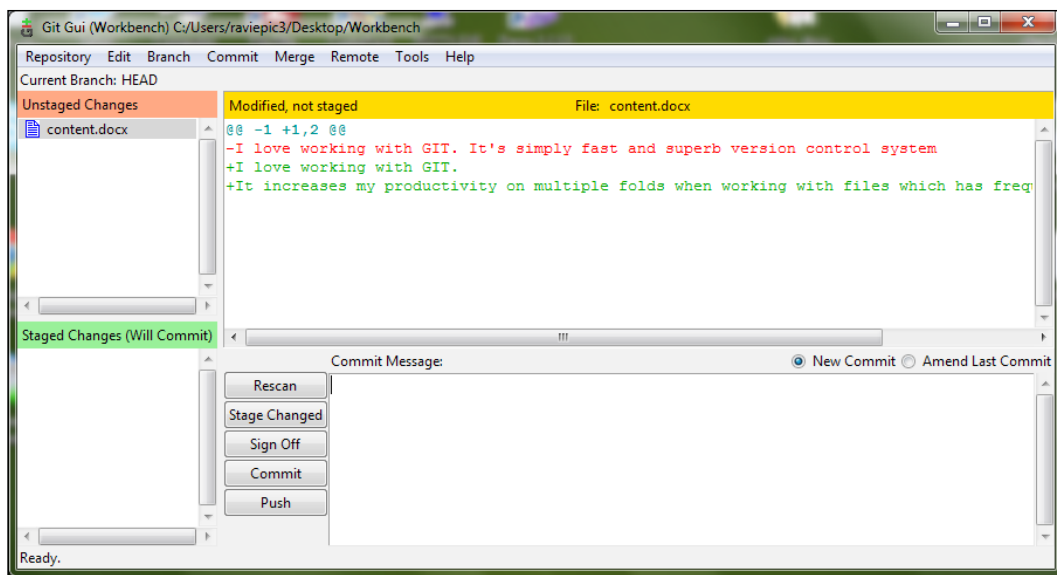 Git Gui (Workbench) C:/Users/raviepic3/Desktop/Workbench
Repository Edit Branch Commit Merge Remote Tools Help
Current Branch: HEAD
Unstaged Changes
content.docx
Modified, not staged File: content.docx
@@ -1 +1,2 @@
-I love working with GIT. It's simply fast and superb version control system
+I love working with GIT.
+It increases my productivity on multiple folds when working with files which has freq
Staged Changes (Will Commit)
Commit Message: New Commit Amend Last Commit
Rescan
Stage Changed
Sign Off
Commit
Push
Ready.